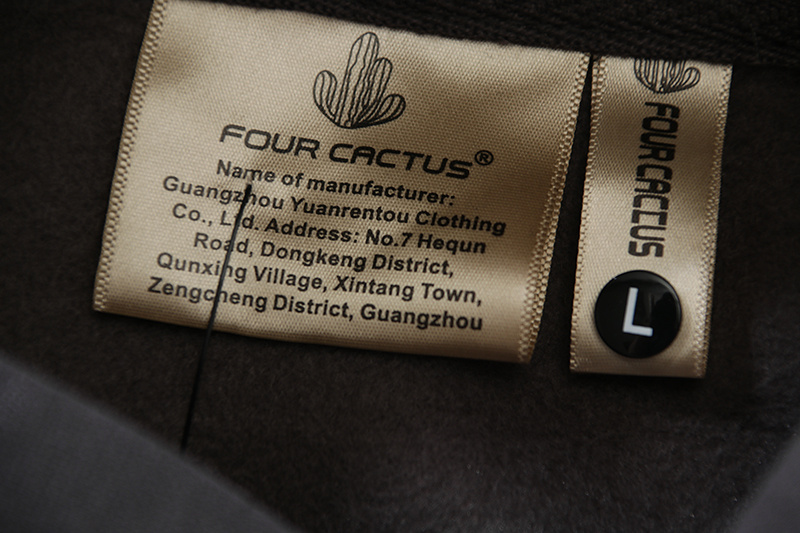 FOUR CACTUS®
Name of manufacturer:
Guangzhou Yuanrentou Clothing
Co., Ltd. Address: No.7 Hequn
Road, Dongkeng District,
Qunxing Village, Xintang Town,
Zengcheng District, Guangzhou
FOUR CACTUS
L